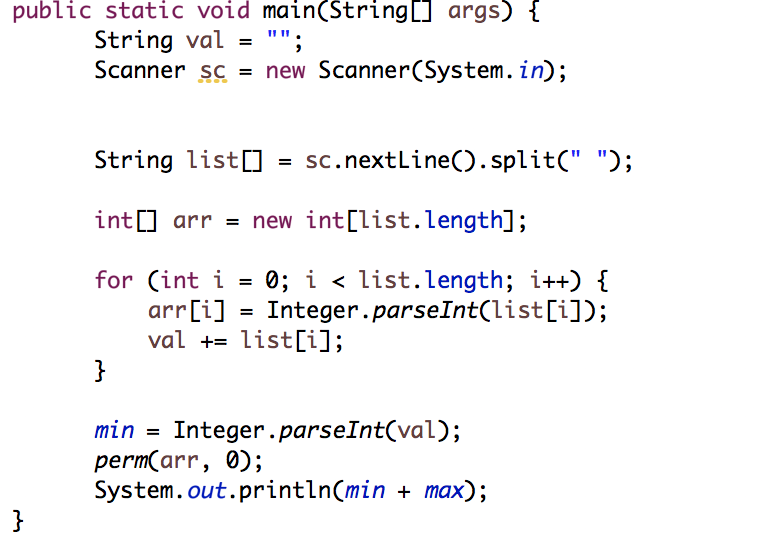 public static void main(String[] args) {
String val = "";
Scanner sc = new Scanner(System.in);
String list[] = sc.nextLine().split(" ");
int[] arr = new int[list.length];
for (int i = 0; i < list.length; i++) {
arr[i] = Integer.parseInt(list[i]);
val += list[i];
}
min = Integer.parseInt(val);
perm(arr, 0);
System.out.println(min + max);
}